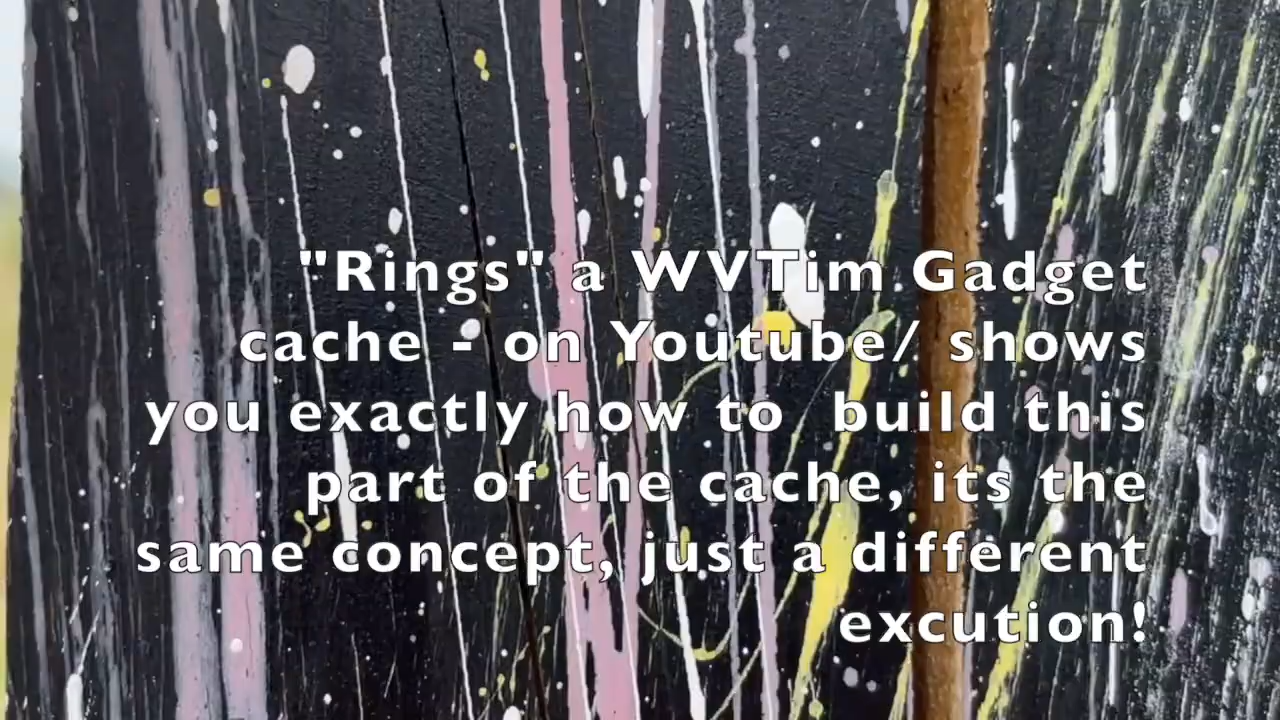 "Rings" a WVTim Gadget
cache - on Youtube/ shows
you exactly how to  build this
part of the cache, its the
same concept, just a different
excution!